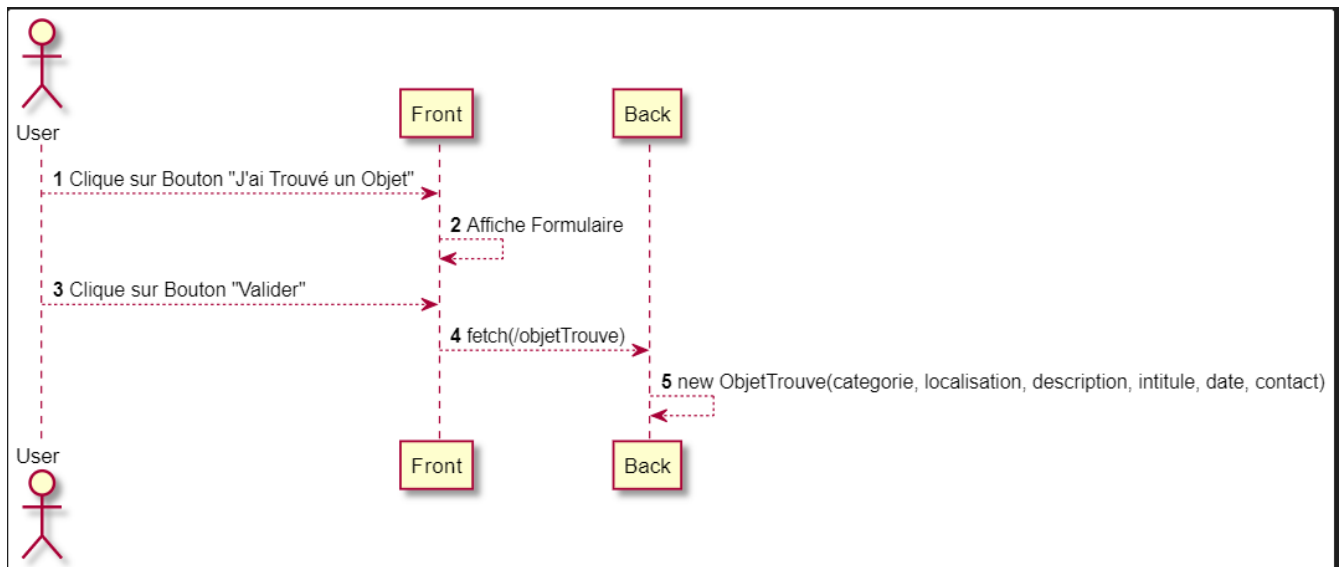 User
Front
Back
1 Clique sur Bouton "J'ai Trouvé un Objet"
2 Affiche Formulaire
3 Clique sur Bouton "Valider"
4 fetch(/objetTrouve)
5 new ObjetTrouve(categorie, localisation, description, intitule, date, contact)
User
Front
Back